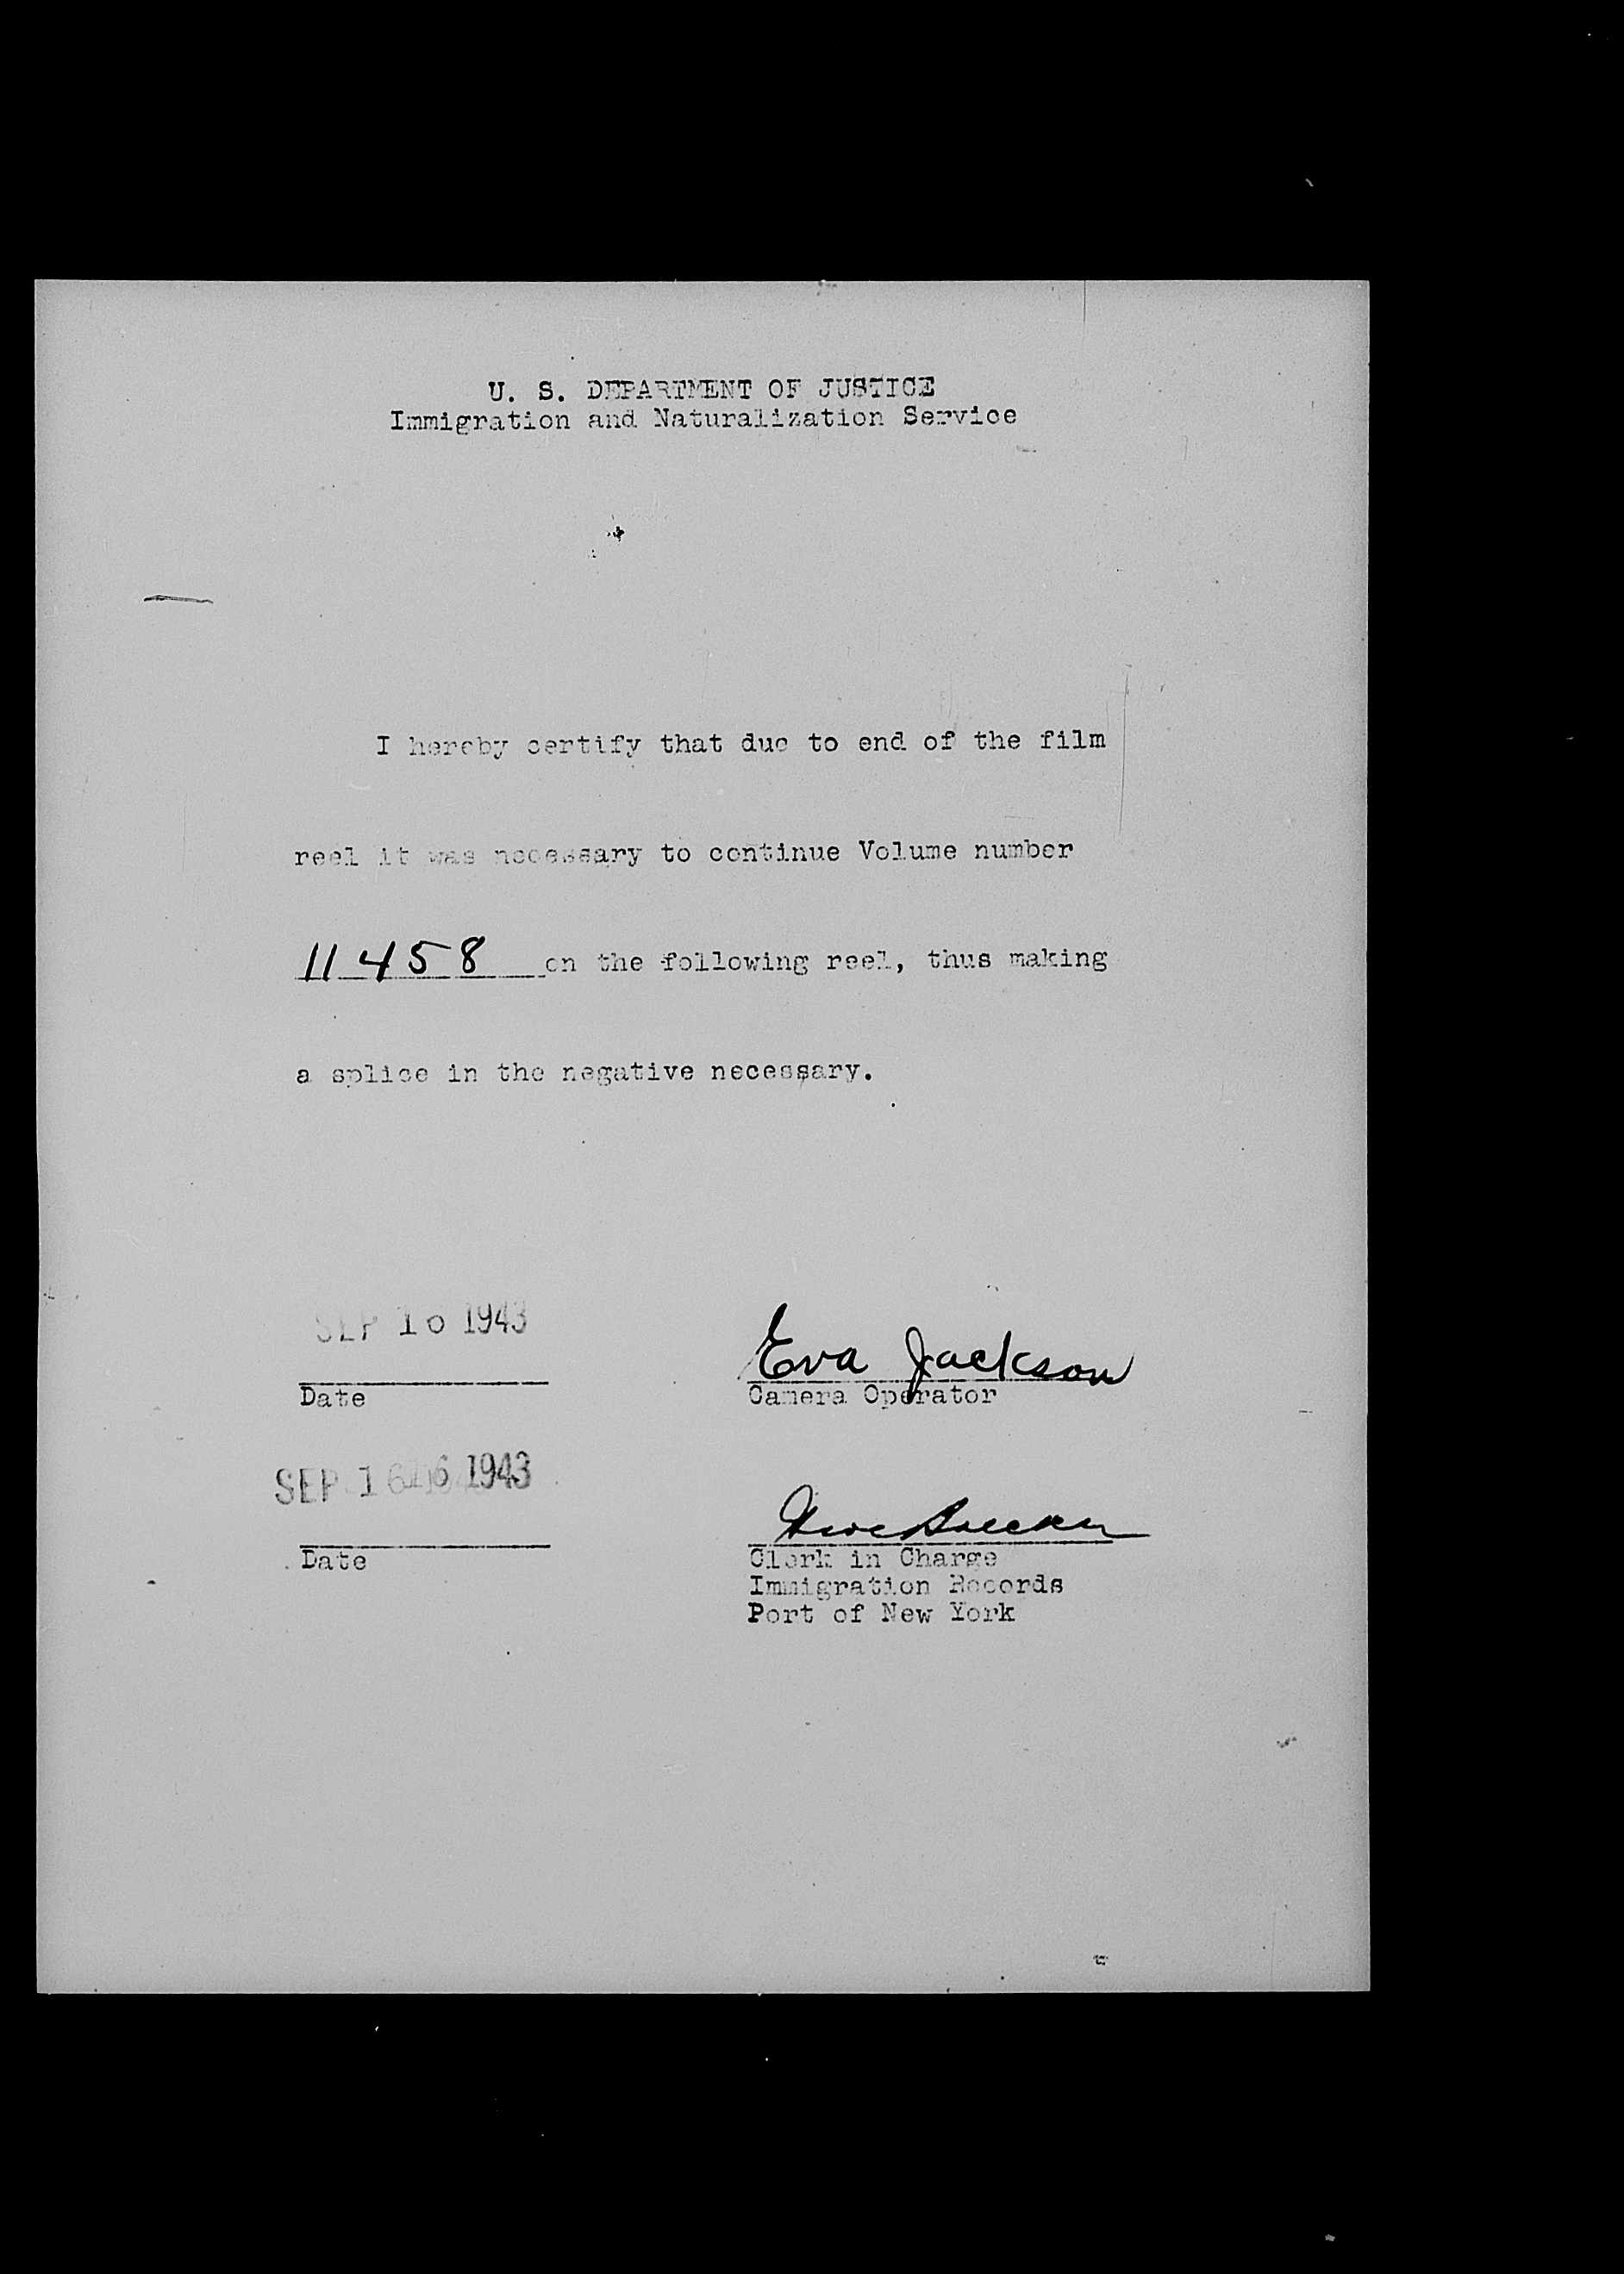 U. S. DEPARTMENT OF JUSTICE
Immigration and Naturalization Service
I hereby certify that due to end of the film
reel it was necessary to continue Volume number
11458 on the following reel, thus making
a splice in the negative necessary.
SEP 16 1943
Eva Jackson
Date
Camera Operator
SEP 16 1943
Date
Clerk in Charge
Immigration Records
Port of New York